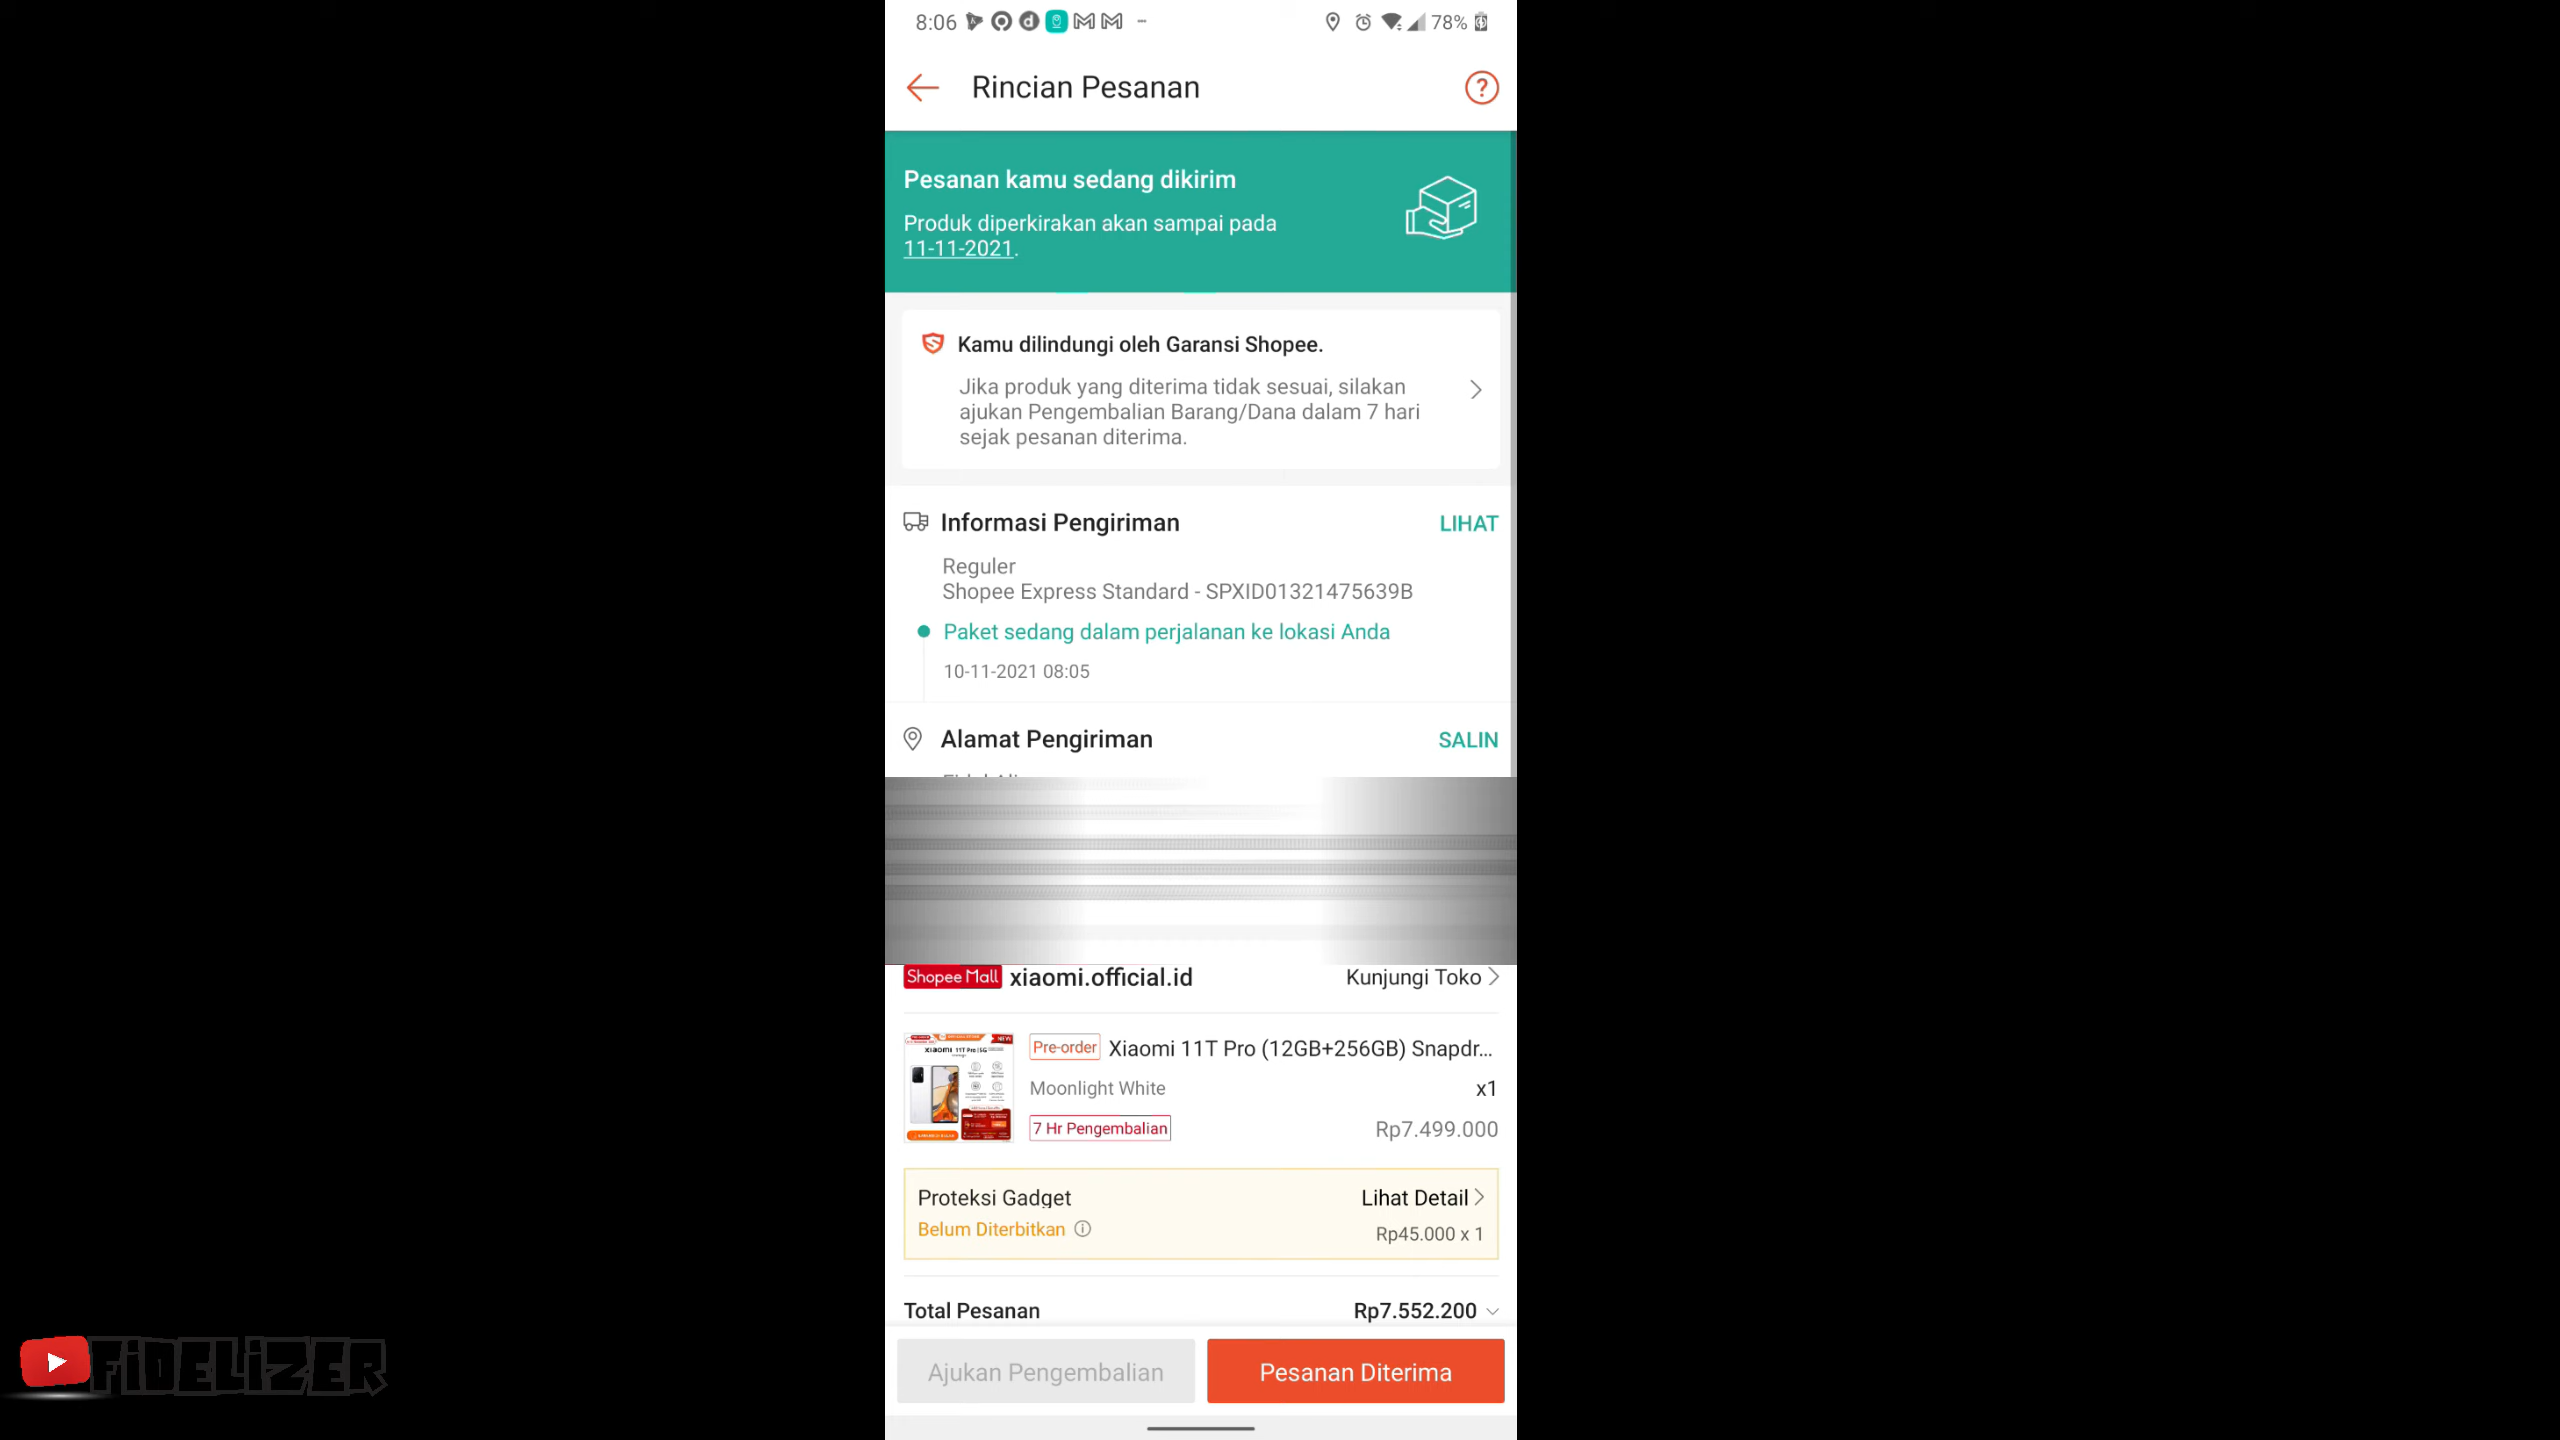 8:06
78%
Rincian Pesanan
Pesanan kamu sedang dikirim
Produk diperkirakan akan sampai pada
11-11-2021.
Kamu dilindungi oleh Garansi Shopee.
Jika produk yang diterima tidak sesuai, silakan
ajukan Pengembalian Barang/Dana dalam 7 hari
sejak pesanan diterima.
Informasi Pengiriman
LIHAT
Reguler
Shopee Express Standard - SPXID01321475639B
Paket sedang dalam perjalanan ke lokasi Anda
10-11-2021 08:05
Alamat Pengiriman
SALIN
Shopee Mall xiaomi.official.id
Kunjungi Toko
Pre-order Xiaomi 11T Pro (12GB+256GB) Snapdr...
Moonlight White
x1
7 Hr Pengembalian
Rp7.499.000
Proteksi Gadget
Lihat Detail
Belum Diterbitkan
Rp45.000 x 1
Total Pesanan
Rp7.552.200
Ajukan Pengembalian
Pesanan Diterima
FiDELiZER